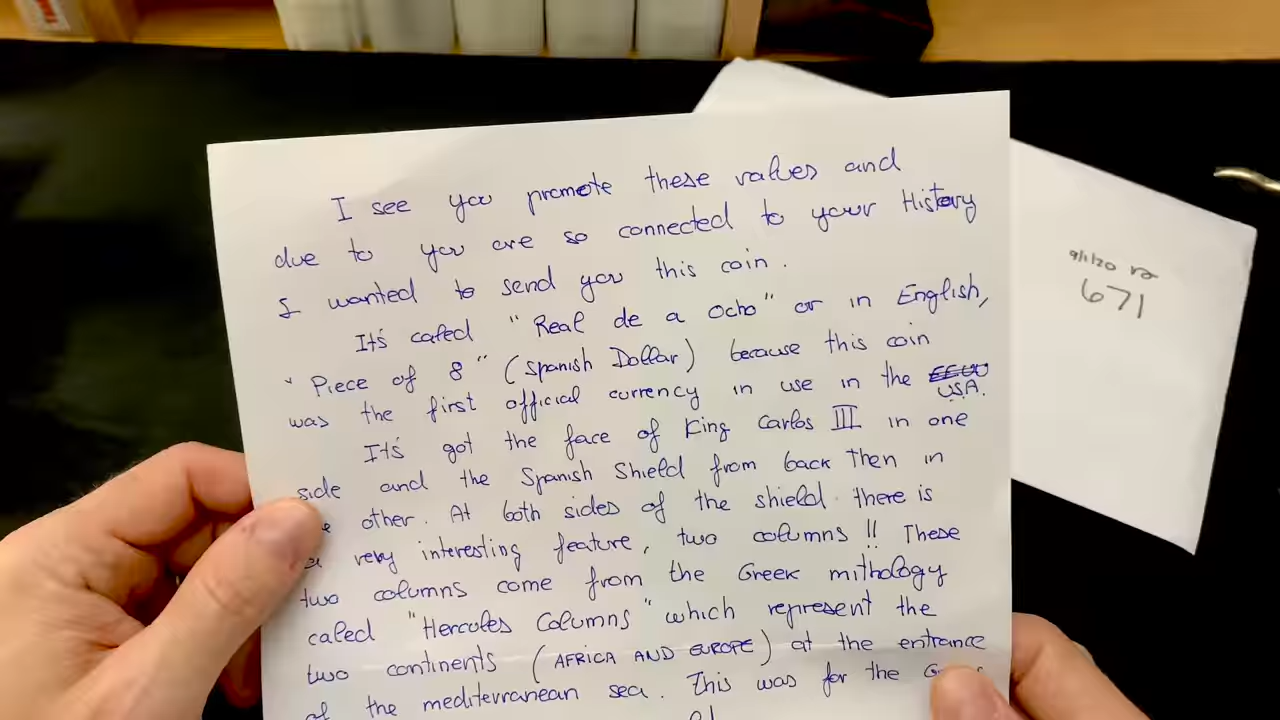 I see you promote these values and
due to you are so connected to your History
I wanted to send you this coin.
It's called "Real de a Ocho" or in English,
"Piece of 8" (Spanish Dollar) because this coin
was the first official currency in use in the EEUU
U.S.A.
It's got the face of King Carlos III in one
side and the Spanish Shield from back then in
other. At both sides of the shield there is
a very interesting feature, two columns!! These
two columns come from the Greek mithology
called "Hercules Columns" which represent the
two continents (AFRICA AND EUROPE) at the entrance
of the mediterranean sea. This was for the
9/1/20
671